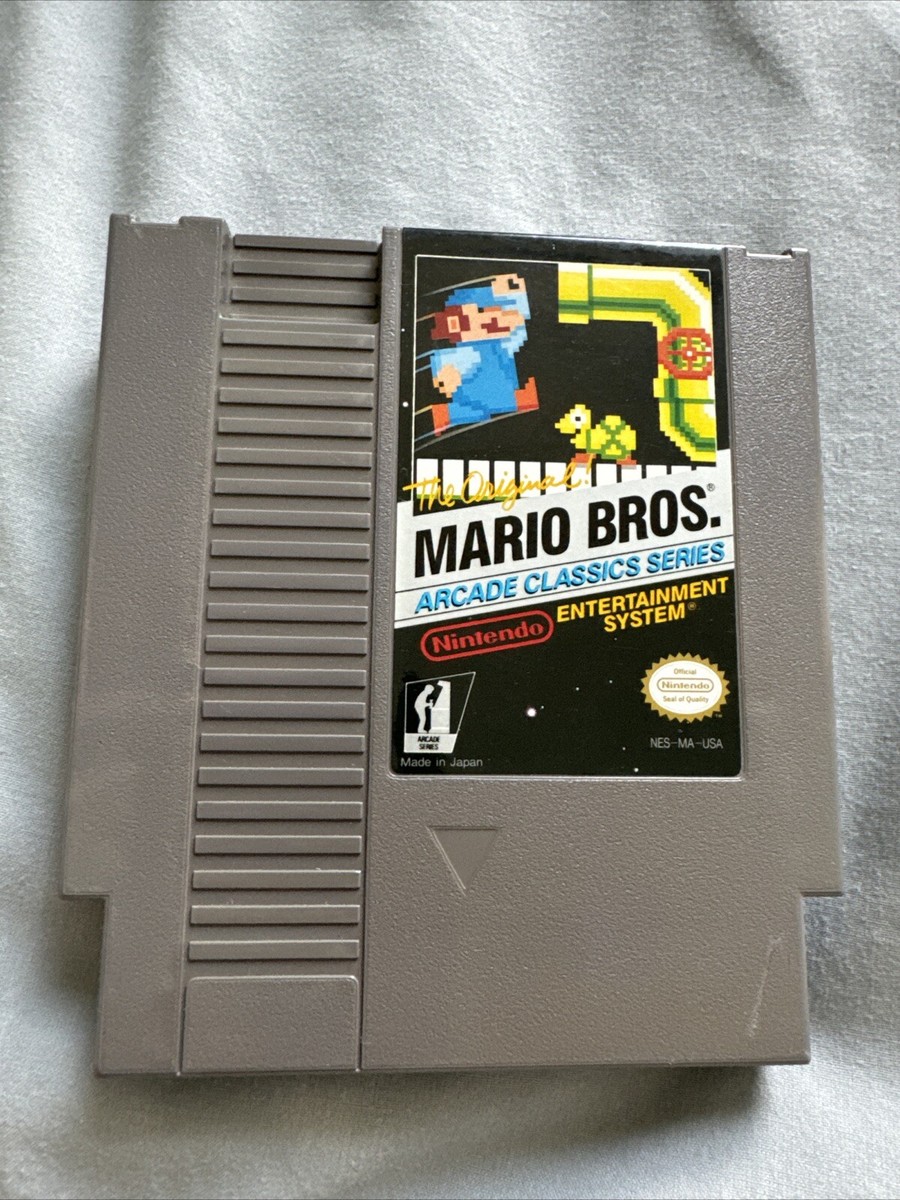 The Original!
MARIO BROS.®
ARCADE CLASSICS SERIES
Nintendo®
ENTERTAINMENT
SYSTEM®
Official
Nintendo
Seal of Quality
TM
ARCADE
SERIES
NES-MA-USA
Made in Japan